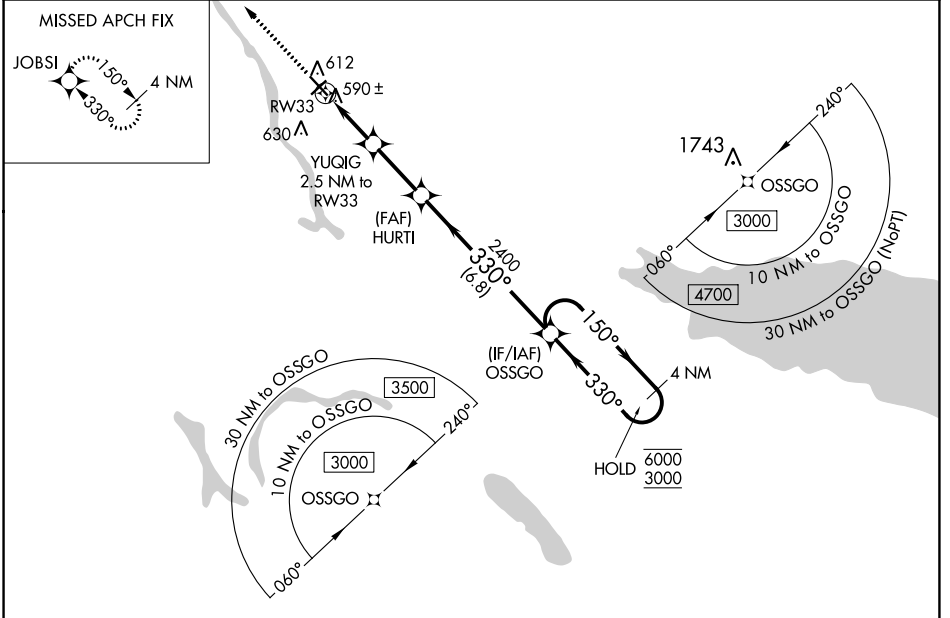 MISSED APCH FIX
JOBSI
150°
4 NM
330°
612
590 ±
RW33
630
YUQIG
2.5 NM to
RW33
(FAF)
HURTI
2400
330°
(6.8)
(IF/IAF)
OSSGO
150°
330°
4 NM
HOLD
6000
3000
1743
240°
OSSGO
3000
060°
10 NM to OSSGO
4700
30 NM to OSSGO (NoPT)
30 NM to OSSGO
3500
10 NM to OSSGO
240°
3000
OSSGO
060°